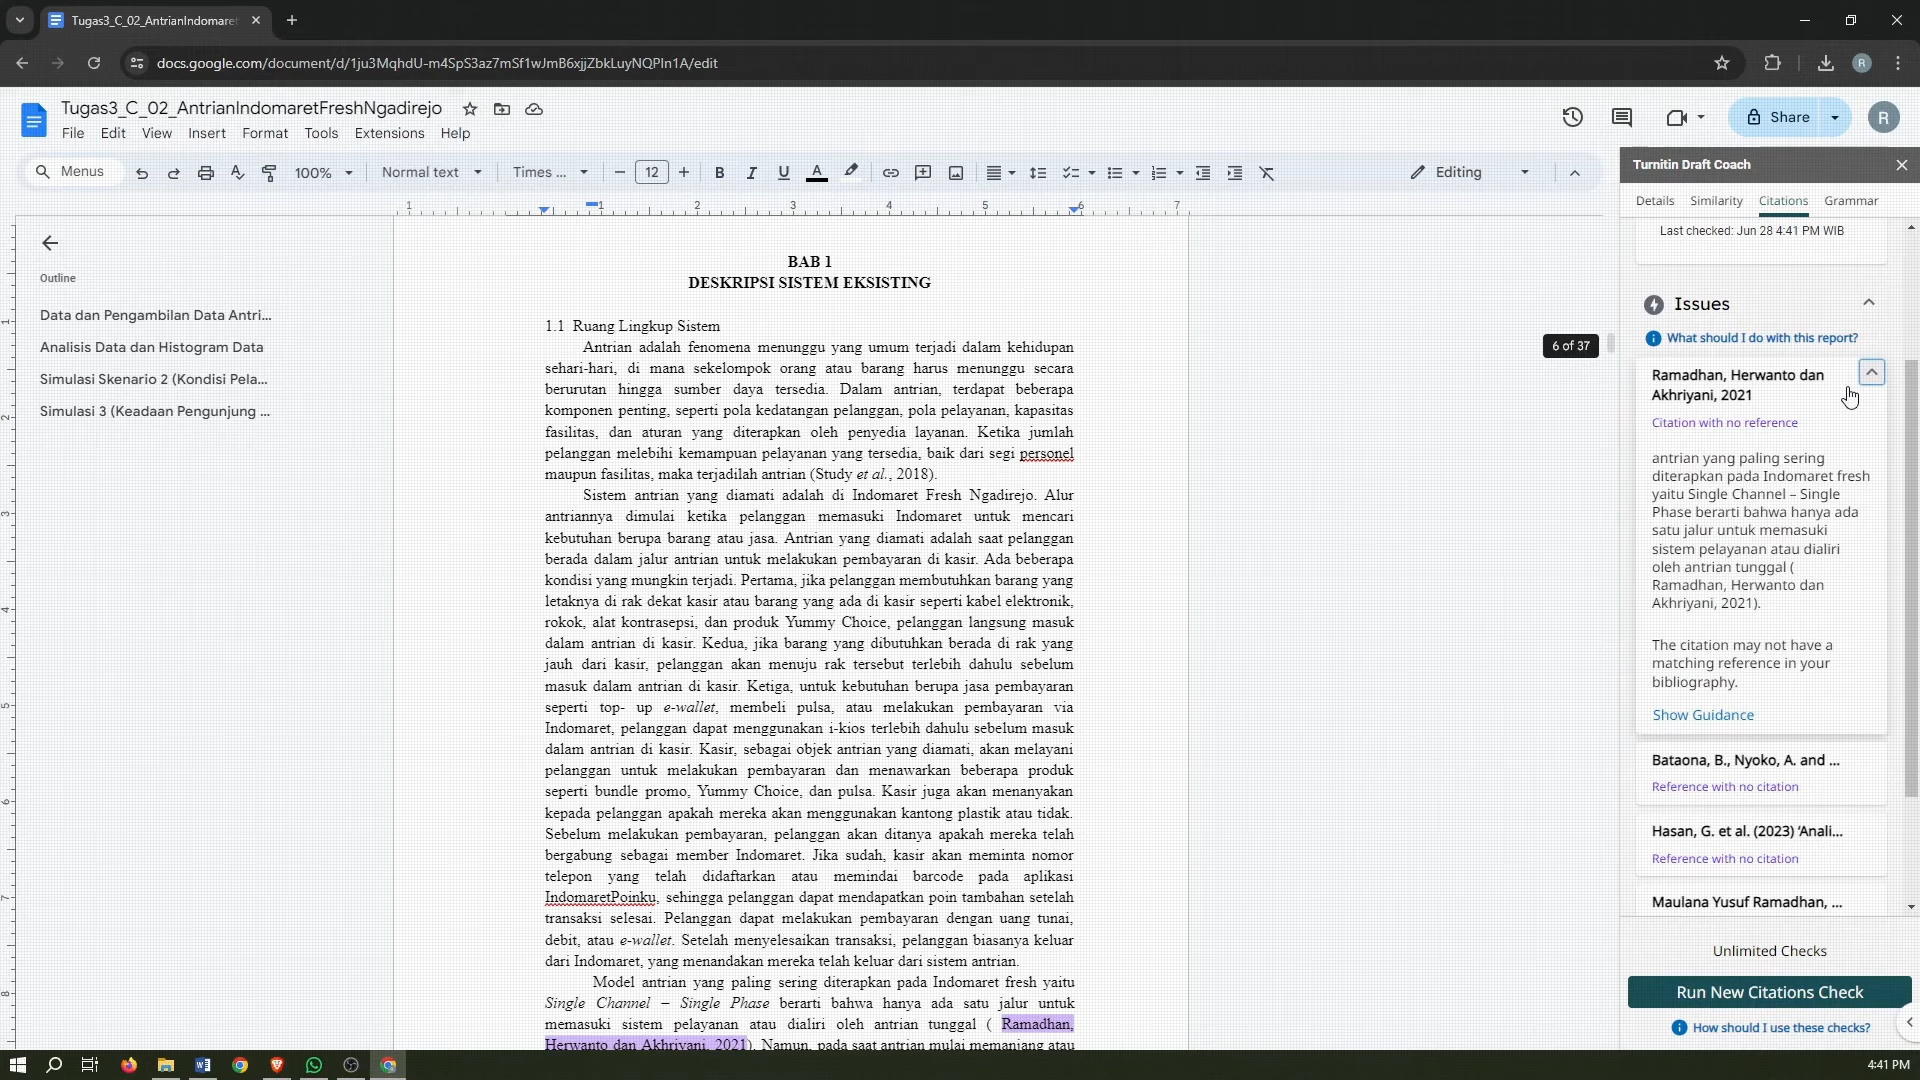 Tugas3_C_02_AntrianIndomaret
docs.google.com/document/d/1ju3MqhdU-m4SpS3az7mSf1wJmB6xjjZbkLuyNQPIn1A/edit
R
Tugas3_C_02_AntrianIndomaretFreshNgadirejo
File Edit View Insert Format Tools Extensions Help
Share
R
Menus
100%
Normal text
Times ...
12
B I U A
Editing
1 1 2 3 4 5 6 7
Outline
Data dan Pengambilan Data Antri...
Analisis Data dan Histogram Data
Simulasi Skenario 2 (Kondisi Pela...
Simulasi 3 (Keadaan Pengunjung ...
1
2
3
4
5
6
7
8
BAB 1
DESKRIPSI SISTEM EKSISTING
1.1 Ruang Lingkup Sistem
Antrian adalah fenomena menunggu yang umum terjadi dalam kehidupan
sehari-hari, di mana sekelompok orang atau barang harus menunggu secara
berurutan hingga sumber daya tersedia. Dalam antrian, terdapat beberapa
komponen penting, seperti pola kedatangan pelanggan, pola pelayanan, kapasitas
fasilitas, dan aturan yang diterapkan oleh penyedia layanan. Ketika jumlah
pelanggan melebihi kemampuan pelayanan yang tersedia, baik dari segi personel
maupun fasilitas, maka terjadilah antrian (Study et al., 2018).
Sistem antrian yang diamati adalah di Indomaret Fresh Ngadirejo. Alur
antriannya dimulai ketika pelanggan memasuki Indomaret untuk mencari
kebutuhan berupa barang atau jasa. Antrian yang diamati adalah saat pelanggan
berada dalam jalur antrian untuk melakukan pembayaran di kasir. Ada beberapa
kondisi yang mungkin terjadi. Pertama, jika pelanggan membutuhkan barang yang
letaknya di rak dekat kasir atau barang yang ada di kasir seperti kabel elektronik,
rokok, alat kontrasepsi, dan produk Yummy Choice, pelanggan langsung masuk
dalam antrian di kasir. Kedua, jika barang yang dibutuhkan berada di rak yang
jauh dari kasir, pelanggan akan menuju rak tersebut terlebih dahulu sebelum
masuk dalam antrian di kasir. Ketiga, untuk kebutuhan berupa jasa pembayaran
seperti top- up e-wallet, membeli pulsa, atau melakukan pembayaran via
Indomaret, pelanggan dapat menggunakan i-kios terlebih dahulu sebelum masuk
dalam antrian di kasir. Kasir, sebagai objek antrian yang diamati, akan melayani
pelanggan untuk melakukan pembayaran dan menawarkan beberapa produk
seperti bundle promo, Yummy Choice, dan pulsa. Kasir juga akan menanyakan
kepada pelanggan apakah mereka akan menggunakan kantong plastik atau tidak.
Sebelum melakukan pembayaran, pelanggan akan ditanya apakah mereka telah
bergabung sebagai member Indomaret. Jika sudah, kasir akan meminta nomor
telepon yang telah didaftarkan atau memindai barcode pada aplikasi
IndomaretPoinku, sehingga pelanggan dapat mendapatkan poin tambahan setelah
transaksi selesai. Pelanggan dapat melakukan pembayaran dengan uang tunai,
debit, atau e-wallet. Setelah menyelesaikan transaksi, pelanggan biasanya keluar
dari Indomaret, yang menandakan mereka telah keluar dari sistem antrian.
Model antrian yang paling sering diterapkan pada Indomaret fresh yaitu
Single Channel – Single Phase berarti bahwa hanya ada satu jalur untuk
memasuki sistem pelayanan atau dialiri oleh antrian tunggal ( Ramadhan,
Herwanto dan Akhriyani, 2021). Namun, pada saat antrian mulai memanjang atau
6 of 37
Turnitin Draft Coach
Details Similarity Citations Grammar
Last checked: Jun 28 4:41 PM WIB
Issues
What should I do with this report?
Ramadhan, Herwanto dan
Akhriyani, 2021
Citation with no reference
antrian yang paling sering
diterapkan pada Indomaret fresh
yaitu Single Channel – Single
Phase berarti bahwa hanya ada
satu jalur untuk memasuki
sistem pelayanan atau dialiri
oleh antrian tunggal (
Ramadhan, Herwanto dan
Akhriyani, 2021).
The citation may not have a
matching reference in your
bibliography.
Show Guidance
Bataona, B., Nyoko, A. and ...
Reference with no citation
Hasan, G. et al. (2023) ‘Anali...
Reference with no citation
Maulana Yusuf Ramadhan, ...
Unlimited Checks
Run New Citations Check
How should I use these checks?
4:41 PM